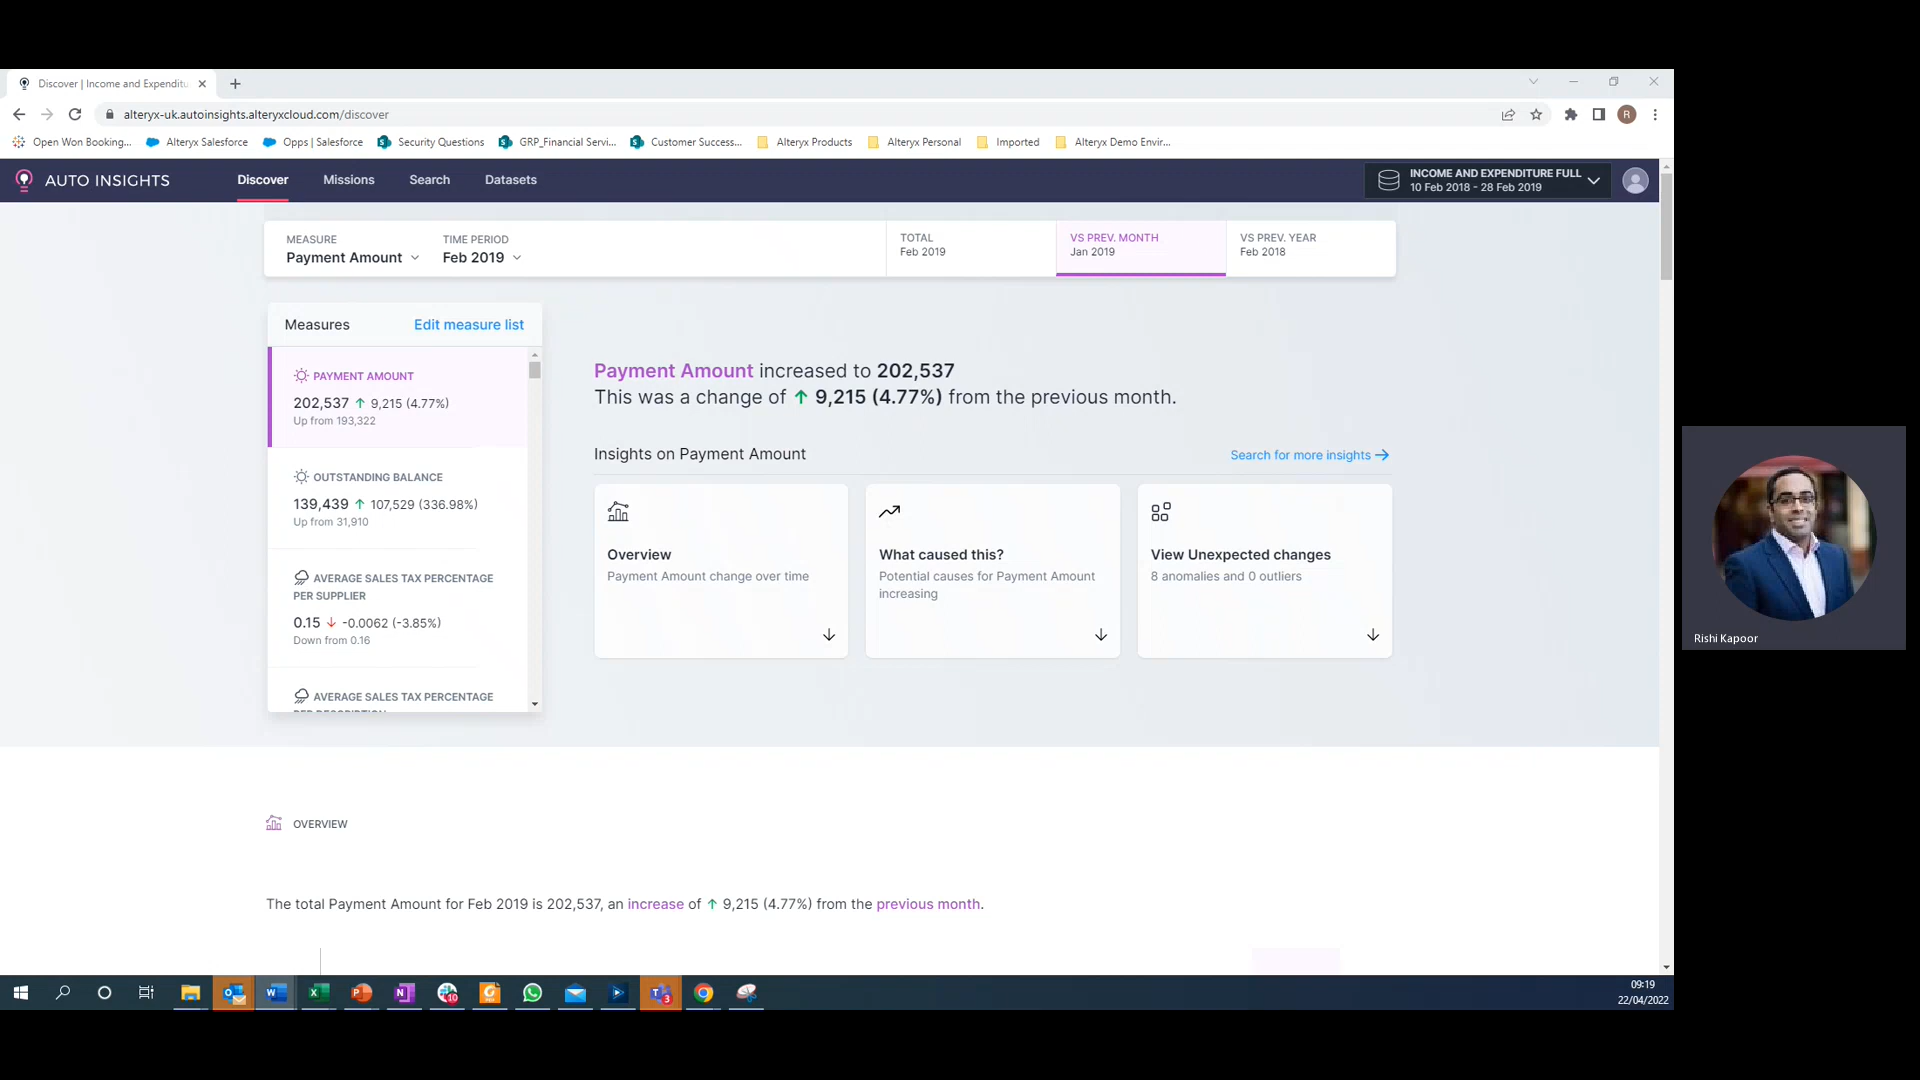 Discover | Income and Expenditu
alteryx-uk.autoinsights.alteryxcloud.com/discover
R
Open Won Booking...
Alteryx Salesforce
Opps | Salesforce
Security Questions
GRP_Financial Servi...
Customer Success...
Alteryx Products
Alteryx Personal
Imported
Alteryx Demo Envir...
AUTO INSIGHTS
Discover
Missions
Search
Datasets
INCOME AND EXPENDITURE FULL
10 Feb 2018 - 28 Feb 2019
MEASURE
Payment Amount
TIME PERIOD
Feb 2019
TOTAL
Feb 2019
VS PREV. MONTH
Jan 2019
VS PREV. YEAR
Feb 2018
Measures
Edit measure list
PAYMENT AMOUNT
202,537 ↑ 9,215 (4.77%)
Up from 193,322
OUTSTANDING BALANCE
139,439 ↑ 107,529 (336.98%)
Up from 31,910
AVERAGE SALES TAX PERCENTAGE
PER SUPPLIER
0.15 ↓ -0.0062 (-3.85%)
Down from 0.16
AVERAGE SALES TAX PERCENTAGE
Payment Amount increased to 202,537
This was a change of ↑ 9,215 (4.77%) from the previous month.
Insights on Payment Amount
Search for more insights →
Overview
Payment Amount change over time
What caused this?
Potential causes for Payment Amount
increasing
View Unexpected changes
8 anomalies and 0 outliers
OVERVIEW
The total Payment Amount for Feb 2019 is 202,537, an increase of ↑ 9,215 (4.77%) from the previous month.
Rishi Kapoor
10
3
09:19
22/04/2022